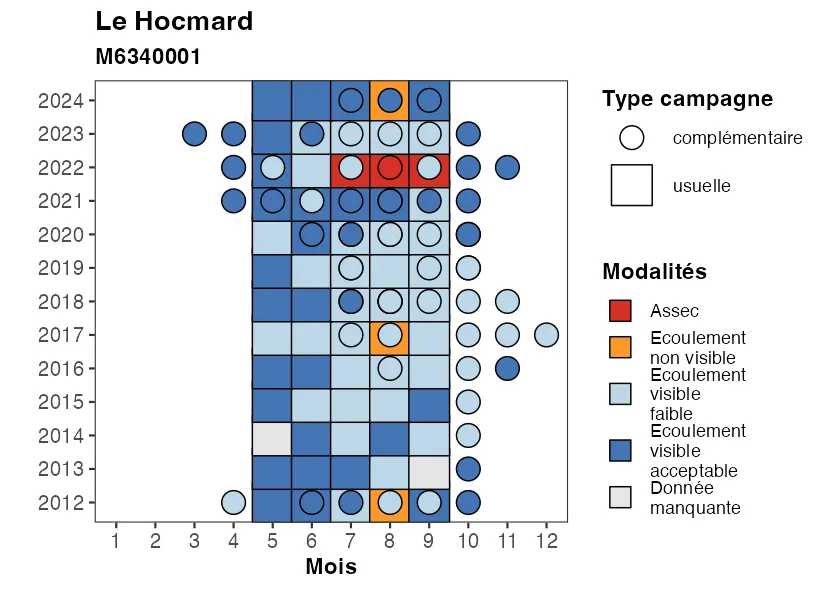 Le Hocmard
M6340001
2024
2023
2022
2021
2020
2019
2018
2017
2016
2015
2014
2013
2012
1 2 3 4 5 6 7 8 9 10 11 12
Mois
Type campagne
complémentaire
usuelle
Modalités
Assec
Ecoulement
non visible
Ecoulement
visible
faible
Ecoulement
visible
acceptable
Donnée
manquante